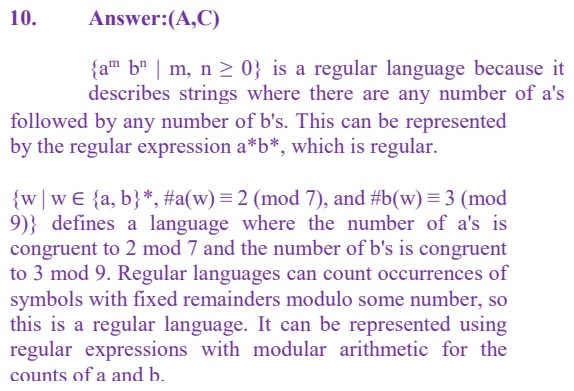 10. Answer:(A,C)
{aᵐ bⁿ | m, n ≥ 0} is a regular language because it
describes strings where there are any number of a's
followed by any number of b's. This can be represented
by the regular expression a*b*, which is regular.
{w | w ∈ {a, b}*, #a(w) ≡ 2 (mod 7), and #b(w) ≡ 3 (mod
9)} defines a language where the number of a's is
congruent to 2 mod 7 and the number of b's is congruent
to 3 mod 9. Regular languages can count occurrences of
symbols with fixed remainders modulo some number, so
this is a regular language. It can be represented using
regular expressions with modular arithmetic for the
counts of a and b.